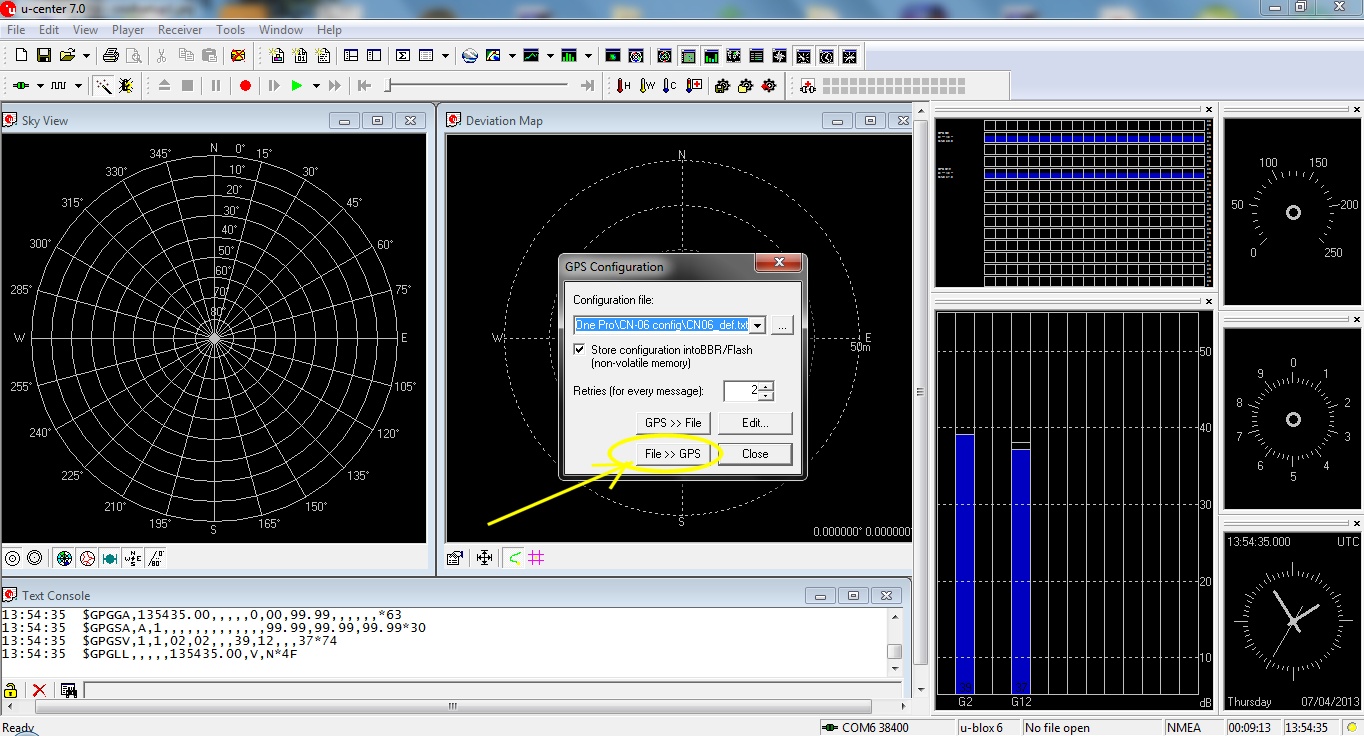 u-center 7.0
File Edit View Player Receiver Tools Window Help
H W C
Sky View
N 0° 15° 30° 45° 60° 75° E 105° 120° 135° 150° 165° S 195° 210° 225° 240° 255° W 285° 300° 315° 330° 345°
10°
20°
30°
40°
50°
60°
70°
80°
Deviation Map
N
W
E
50m
S
0.000000° 0.000000°
GPS Configuration
Configuration file:
One Pro\CN-06 config\CN06_def.txt
...
Store configuration intoBBR/Flash
(non-volatile memory)
Retries (for every message): 2
GPS >> File Edit...
File >> GPS Close
Text Console
13:54:35 $GPGGA,135435.00,,,,,0,00,99.99,,,,,,*63
13:54:35 $GPGSA,A,1,,,,,,,,,,,,,99.99,99.99,99.99*30
13:54:35 $GPGSV,1,1,02,02,,,39,12,,,37*74
13:54:35 $GPGLL,,,,,135435.00,V,N*4F
50
40
30
20
10
G2 G12 dB
0 50 100 150 200 250
0 1 2 3 4 5 6 7 8 9
13:54:35.000 UTC
Thursday 07/04/2013
Ready
COM6 38400 u-blox 6 No file open NMEA 00:09:13 13:54:35